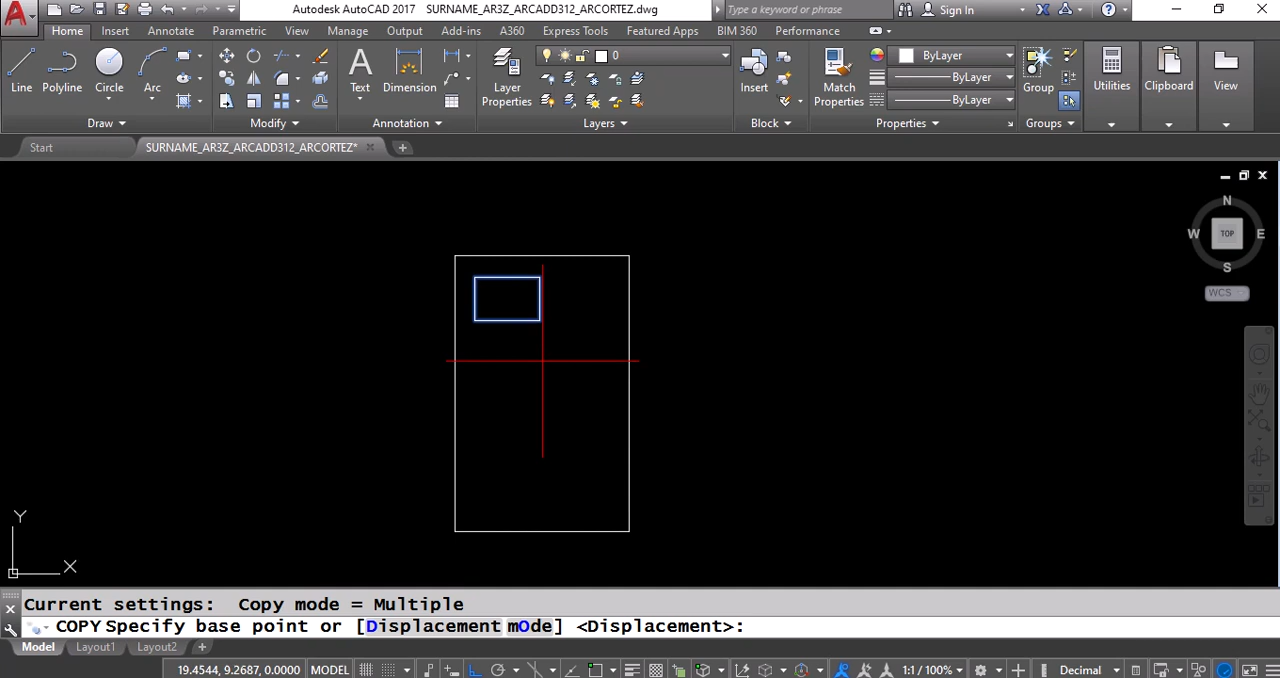 Autodesk AutoCAD 2017 SURNAME_AR3Z_ARCADD312_ARCORTEZ.dwg
Type a keyword or phrase
Sign In
Home Insert Annotate Parametric View Manage Output Add-ins A360 Express Tools Featured Apps BIM 360 Performance
0
ByLayer
ByLayer
ByLayer
Line Polyline Circle Arc
Text Dimension
Layer Properties
Insert
Match Properties
Group
Utilities Clipboard View
Draw Modify Annotation Layers Block Properties Groups
Start SURNAME_AR3Z_ARCADD312_ARCORTEZ*
N
W TOP E
S
WCS
Y
X
Current settings: Copy mode = Multiple
COPY Specify base point or [Displacement mOde] <Displacement>:
Model Layout1 Layout2
19.4544, 9.2687, 0.0000 MODEL 1:1 / 100% Decimal